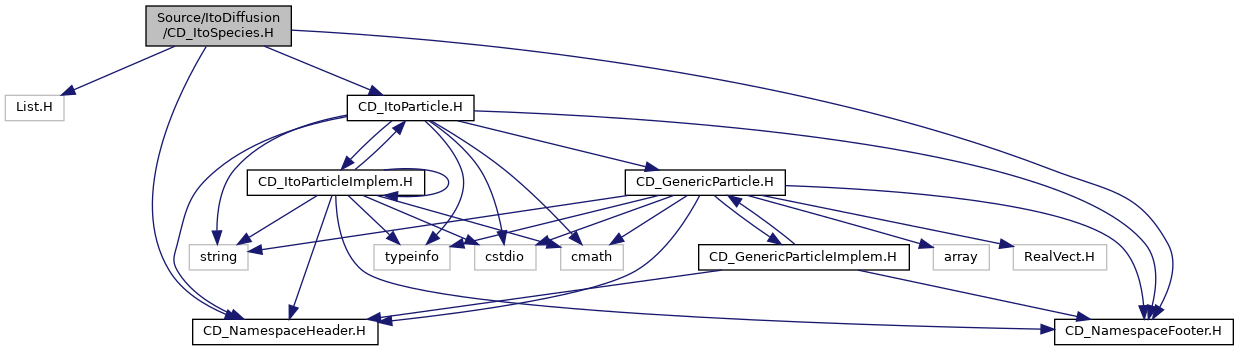 Source/ItoDiffusion
/CD_ItoSpecies.H
List.H
CD_ItoParticle.H
CD_ItoParticleImplem.H
CD_GenericParticle.H
string
typeinfo
cstdio
cmath
CD_GenericParticleImplem.H
array
RealVect.H
CD_NamespaceHeader.H
CD_NamespaceFooter.H